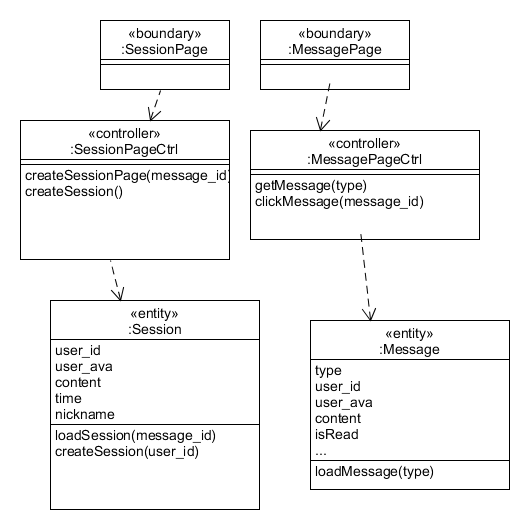 «boundary»
:SessionPage
«boundary»
:MessagePage
«controller»
:SessionPageCtrl
createSessionPage(message_id)
createSession()
«controller»
:MessagePageCtrl
getMessage(type)
clickMessage(message_id)
«entity»
:Session
user_id
user_ava
content
time
nickname
loadSession(message_id)
createSession(user_id)
«entity»
:Message
type
user_id
user_ava
content
isRead
...
loadMessage(type)